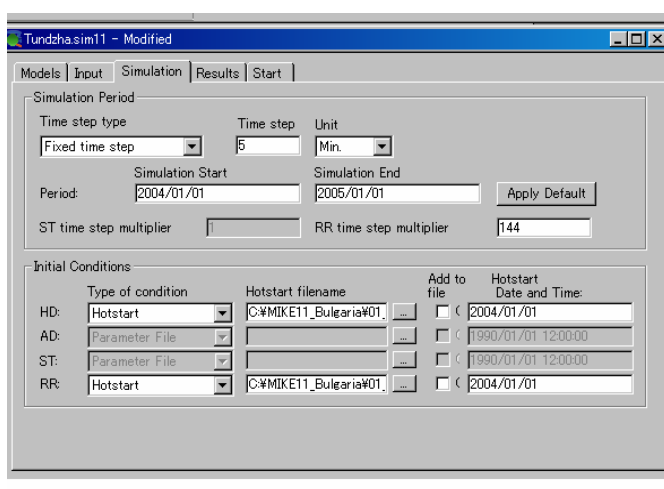 Tundzha.sim11 - Modified
Models Input Simulation Results Start
Simulation Period
Time step type Time step Unit
Fixed time step 5 Min.
Simulation Start Simulation End
Period: 2004/01/01 2005/01/01 Apply Default
ST time step multiplier 1 RR time step multiplier 144
Initial Conditions
Add to Hotstart
Type of condition Hotstart filename file Date and Time:
HD: Hotstart C:¥MIKE11_Bulgaria¥01_ ... ( 2004/01/01
AD: Parameter File ... ( 1990/01/01 12:00:00
ST: Parameter File ... ( 1990/01/01 12:00:00
RR: Hotstart C:¥MIKE11_Bulgaria¥01_ ... ( 2004/01/01